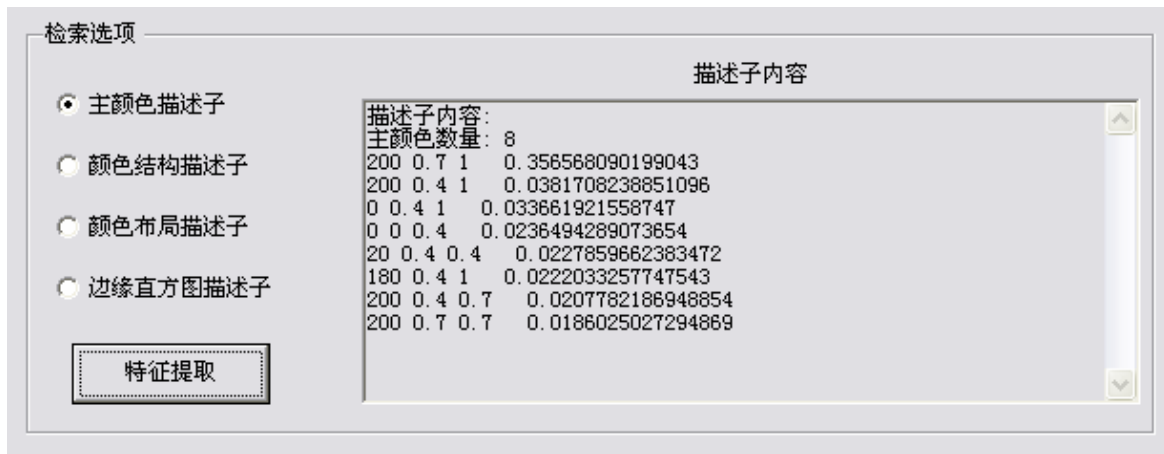 检索选项
主颜色描述子
颜色结构描述子
颜色布局描述子
边缘直方图描述子
特征提取
描述子内容
描述子内容:
主颜色数量: 8
200 0.7 1 0.356568090199043
200 0.4 1 0.0381708238851096
0 0.4 1 0.033661921558747
0 0 0.4 0.0236494289073654
20 0.4 0.4 0.0227859662383472
180 0.4 1 0.0222033257747543
200 0.4 0.7 0.0207782186948854
200 0.7 0.7 0.0186025027294869